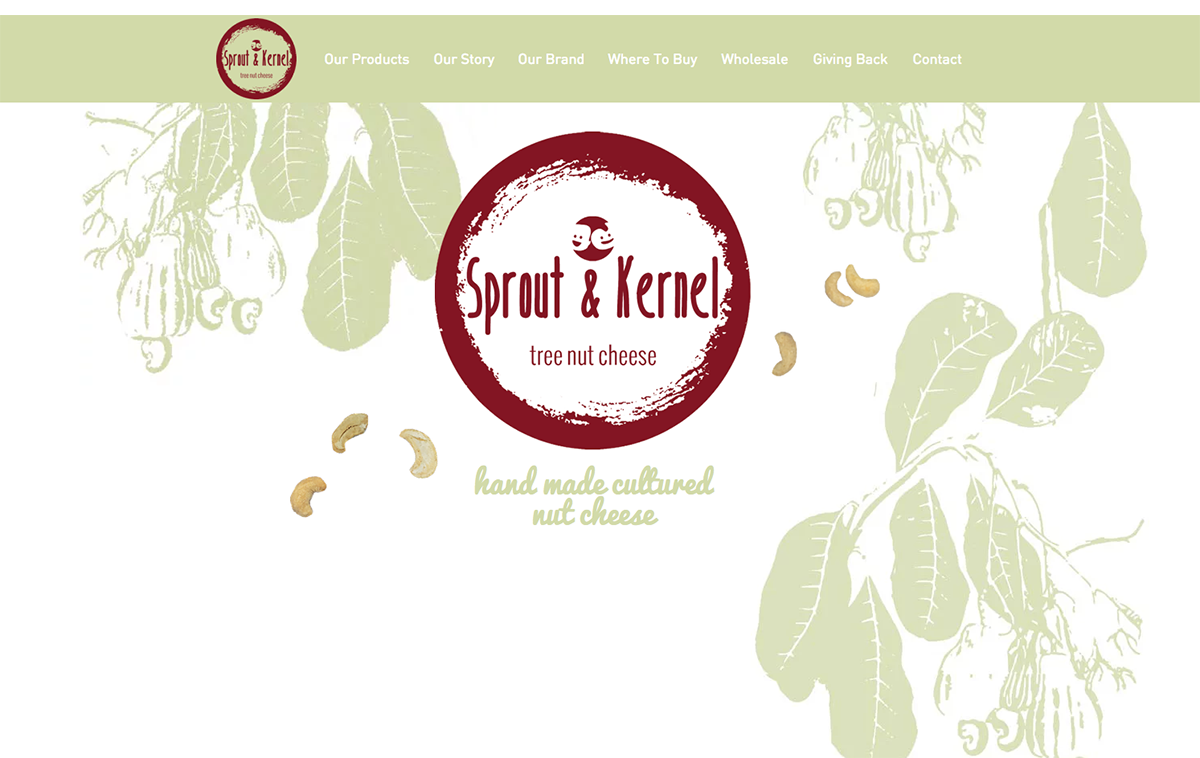 Sprout & Kernel
tree nut cheese
Our Products Our Story Our Brand Where To Buy Wholesale Giving Back Contact
Sprout & Kernel
tree nut cheese
hand made cultured
nut cheese